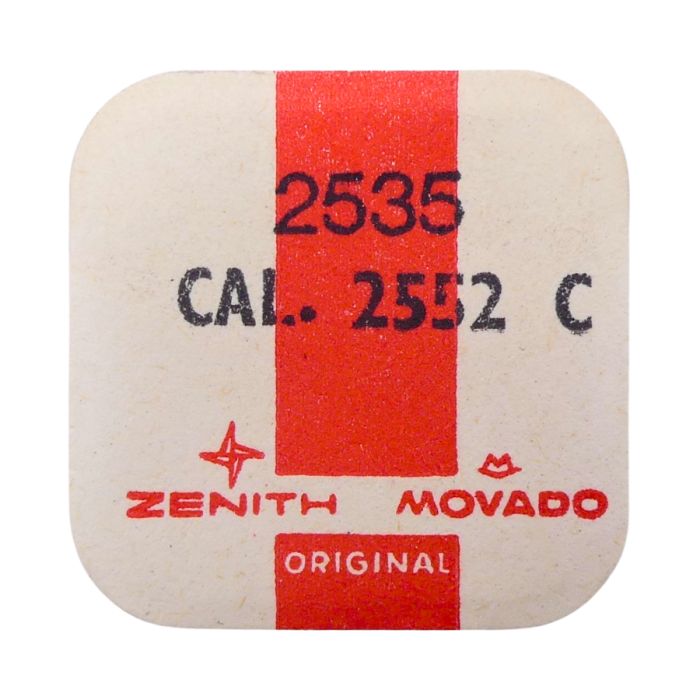 2535
CAL. 2552 C
ZENITH MOVADO
ORIGINAL